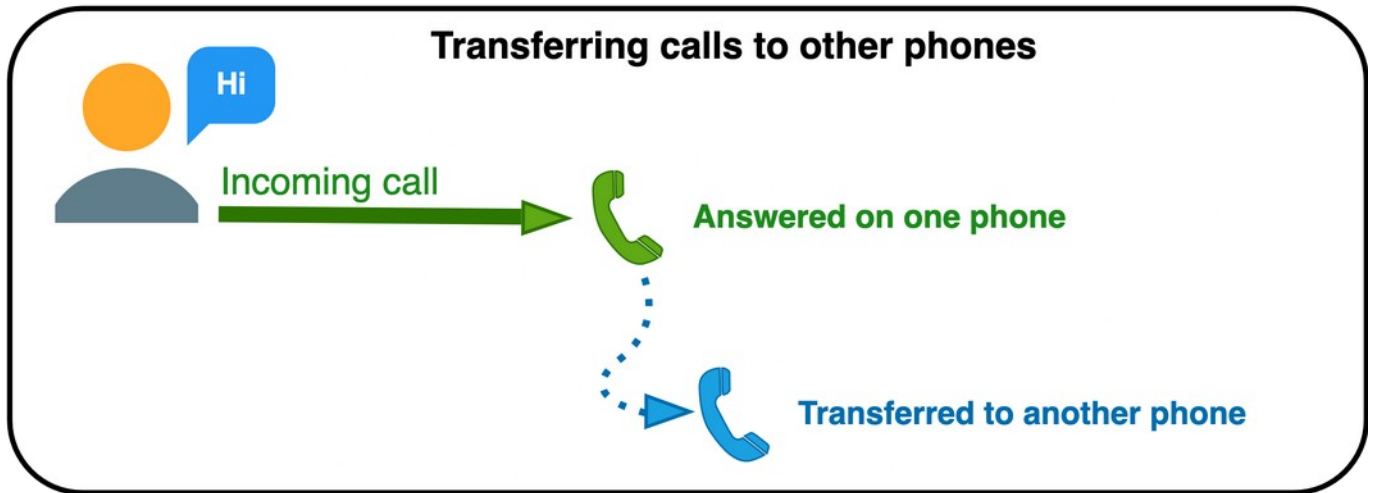 Transferring calls to other phones
Hi
Incoming call
Answered on one phone
Transferred to another phone